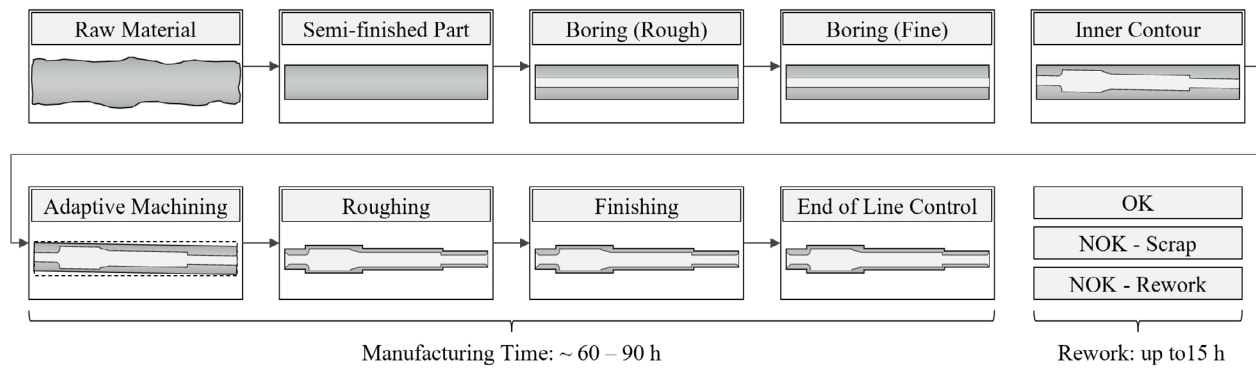 Raw Material
Semi-finished Part
Boring (Rough)
Boring (Fine)
Inner Contour
Adaptive Machining
Roughing
Finishing
End of Line Control
OK
NOK - Scrap
NOK - Rework
Manufacturing Time: ~ 60 – 90 h
Rework: up to15 h